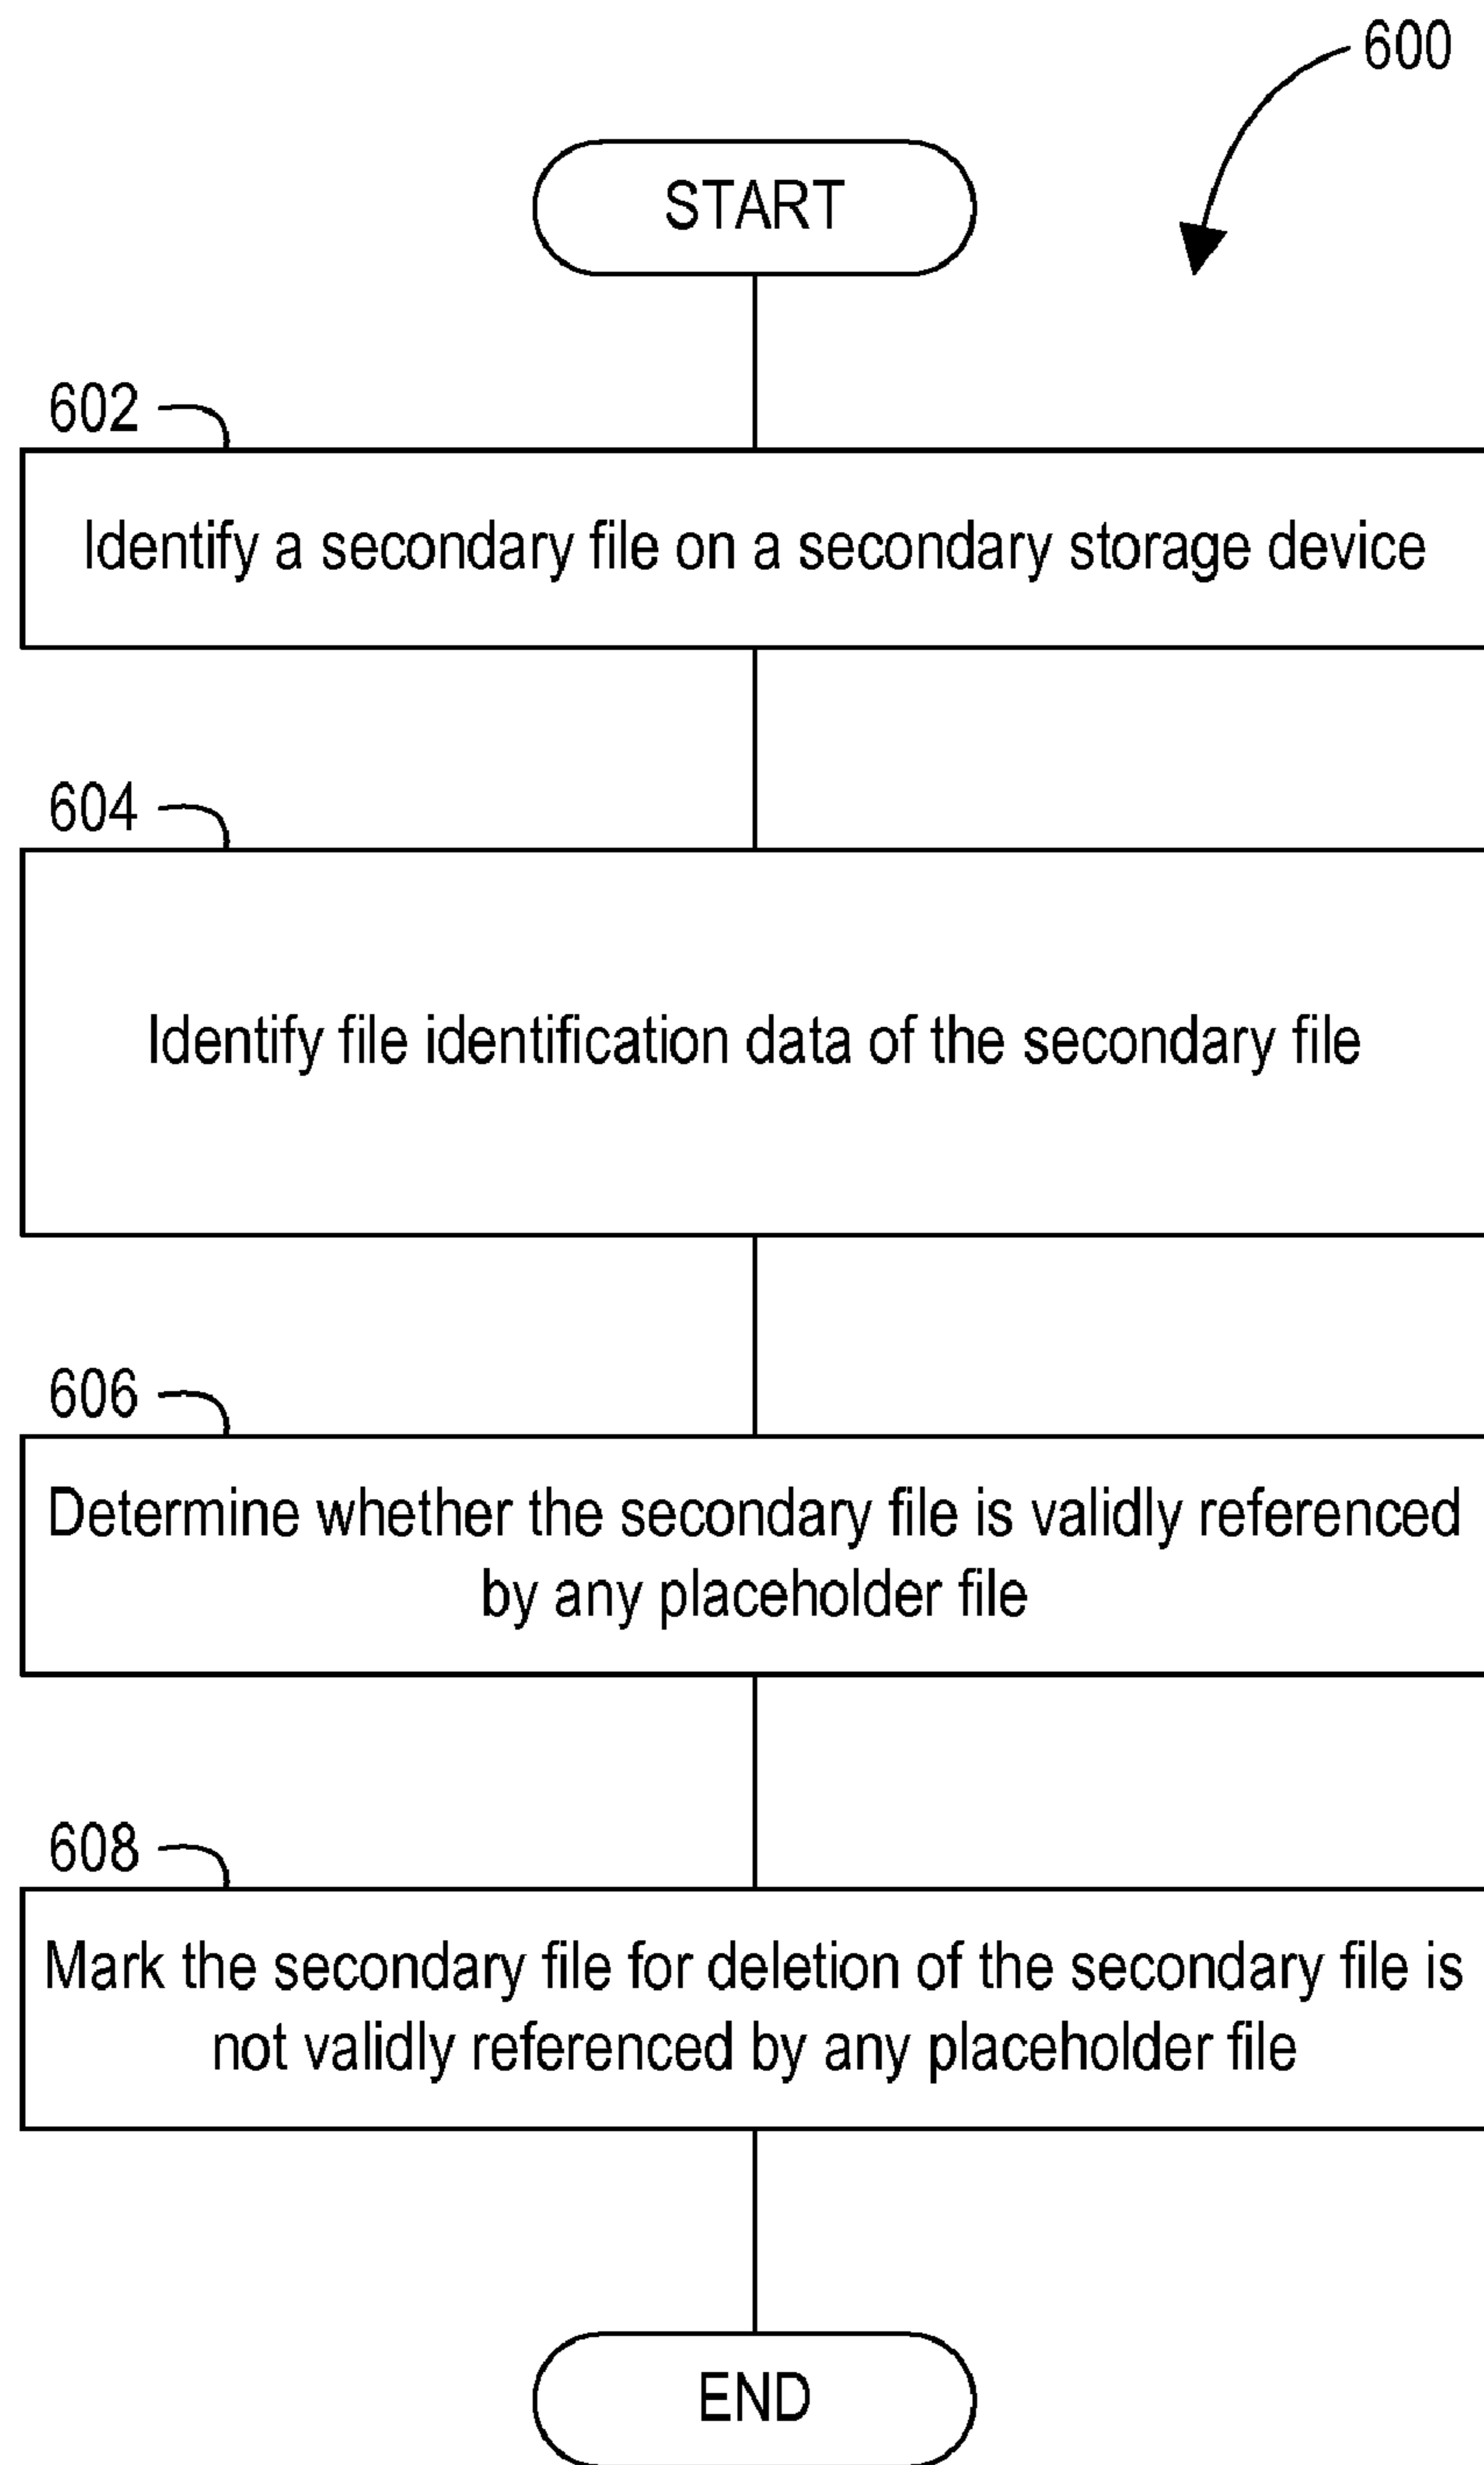 600
START
602
Identify a secondary file on a secondary storage device
604
Identify file identification data of the secondary file
606
Determine whether the secondary file is validly referenced
by any placeholder file
608
Mark the secondary file for deletion of the secondary file is
not validly referenced by any placeholder file
END